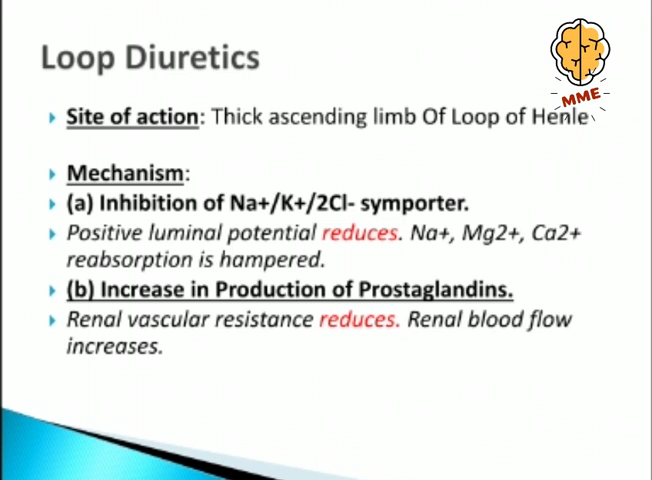 Loop Diuretics
MME
Site of action: Thick ascending limb Of Loop of Henle
Mechanism:
(a) Inhibition of Na+/K+/2Cl- symporter.
Positive luminal potential reduces. Na+, Mg2+, Ca2+
reabsorption is hampered.
(b) Increase in Production of Prostaglandins.
Renal vascular resistance reduces. Renal blood flow
increases.